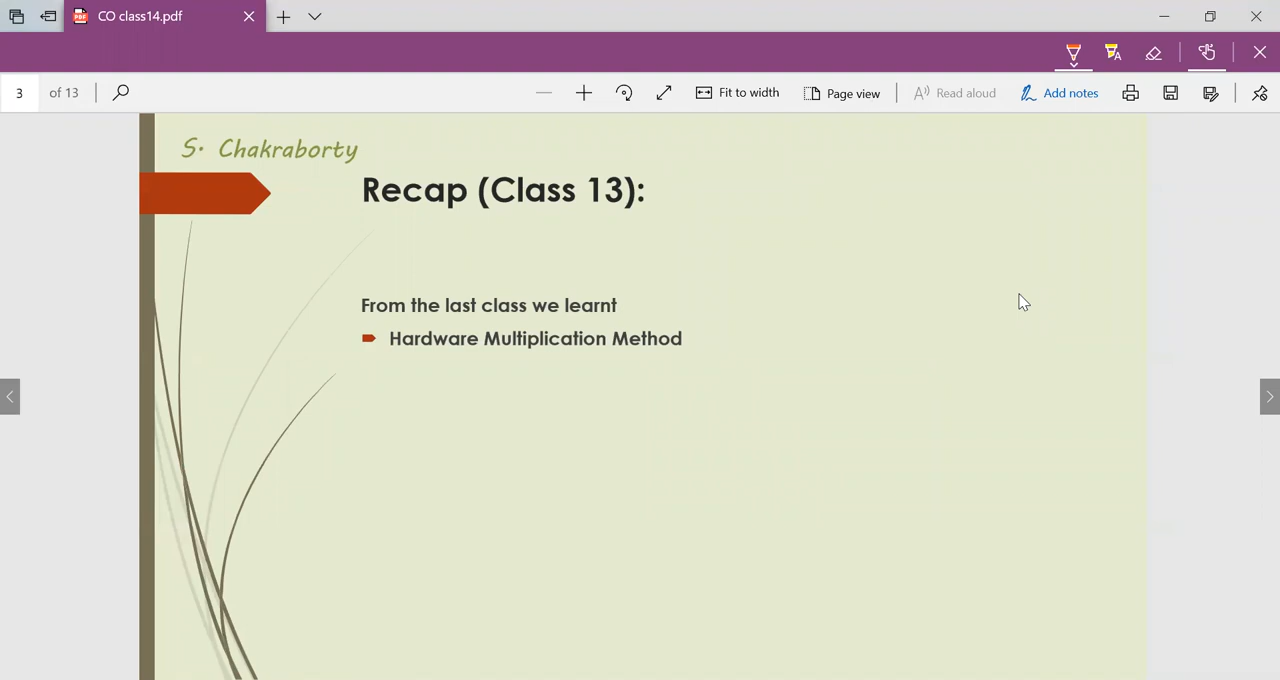 CO class14.pdf
3 of 13
Fit to width
Page view
Read aloud
Add notes
S. Chakraborty
Recap (Class 13):
From the last class we learnt
Hardware Multiplication Method